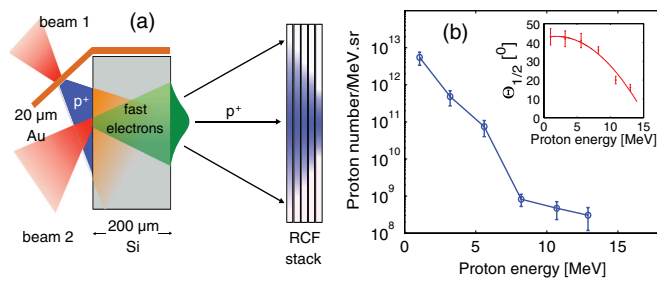 beam 1
(a)
20 μm
Au
p⁺
fast
electrons
p⁺
beam 2
200 μm
Si
RCF
stack
(b)
Proton number/MeV.sr
10¹³
10¹²
10¹¹
10¹⁰
10⁹
10⁸
0 5 10 15
Proton energy [MeV]
Θ₁/₂ [⁰]
50
40
30
20
10
0
0 5 10 15
Proton energy [MeV]